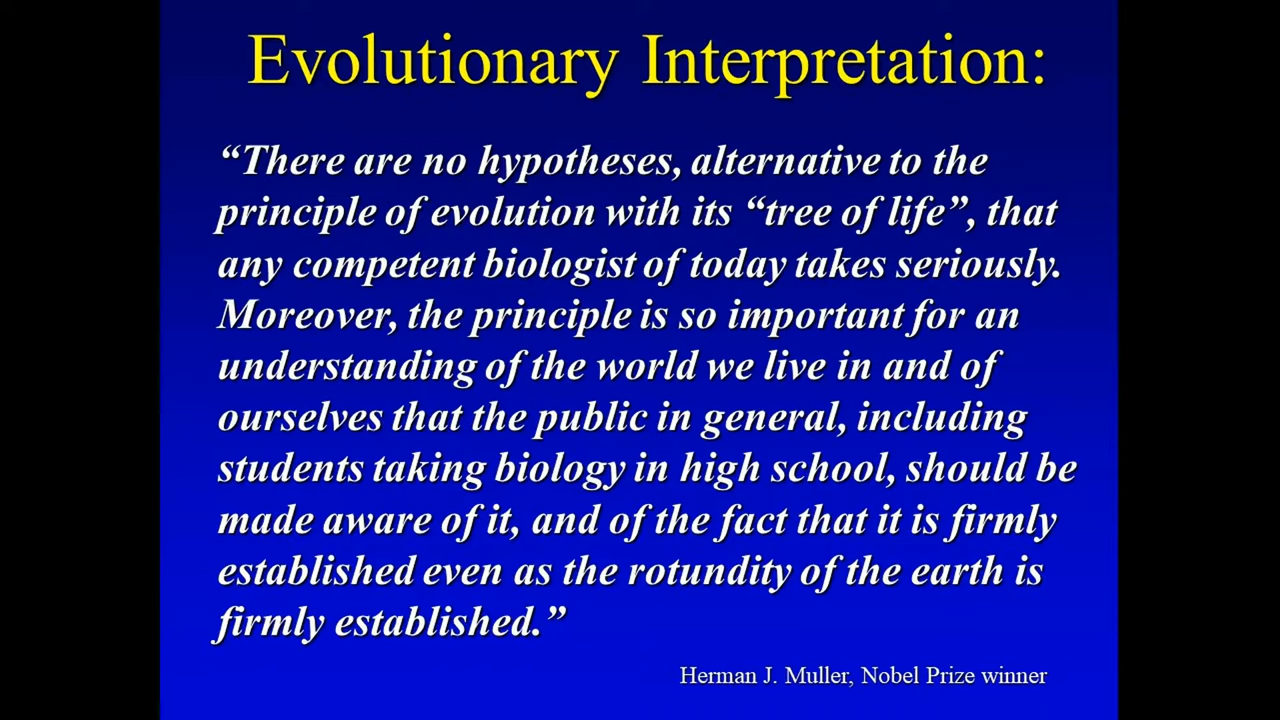 Evolutionary Interpretation:
“There are no hypotheses, alternative to the
principle of evolution with its “tree of life”, that
any competent biologist of today takes seriously.
Moreover, the principle is so important for an
understanding of the world we live in and of
ourselves that the public in general, including
students taking biology in high school, should be
made aware of it, and of the fact that it is firmly
established even as the rotundity of the earth is
firmly established.”
Herman J. Muller, Nobel Prize winner